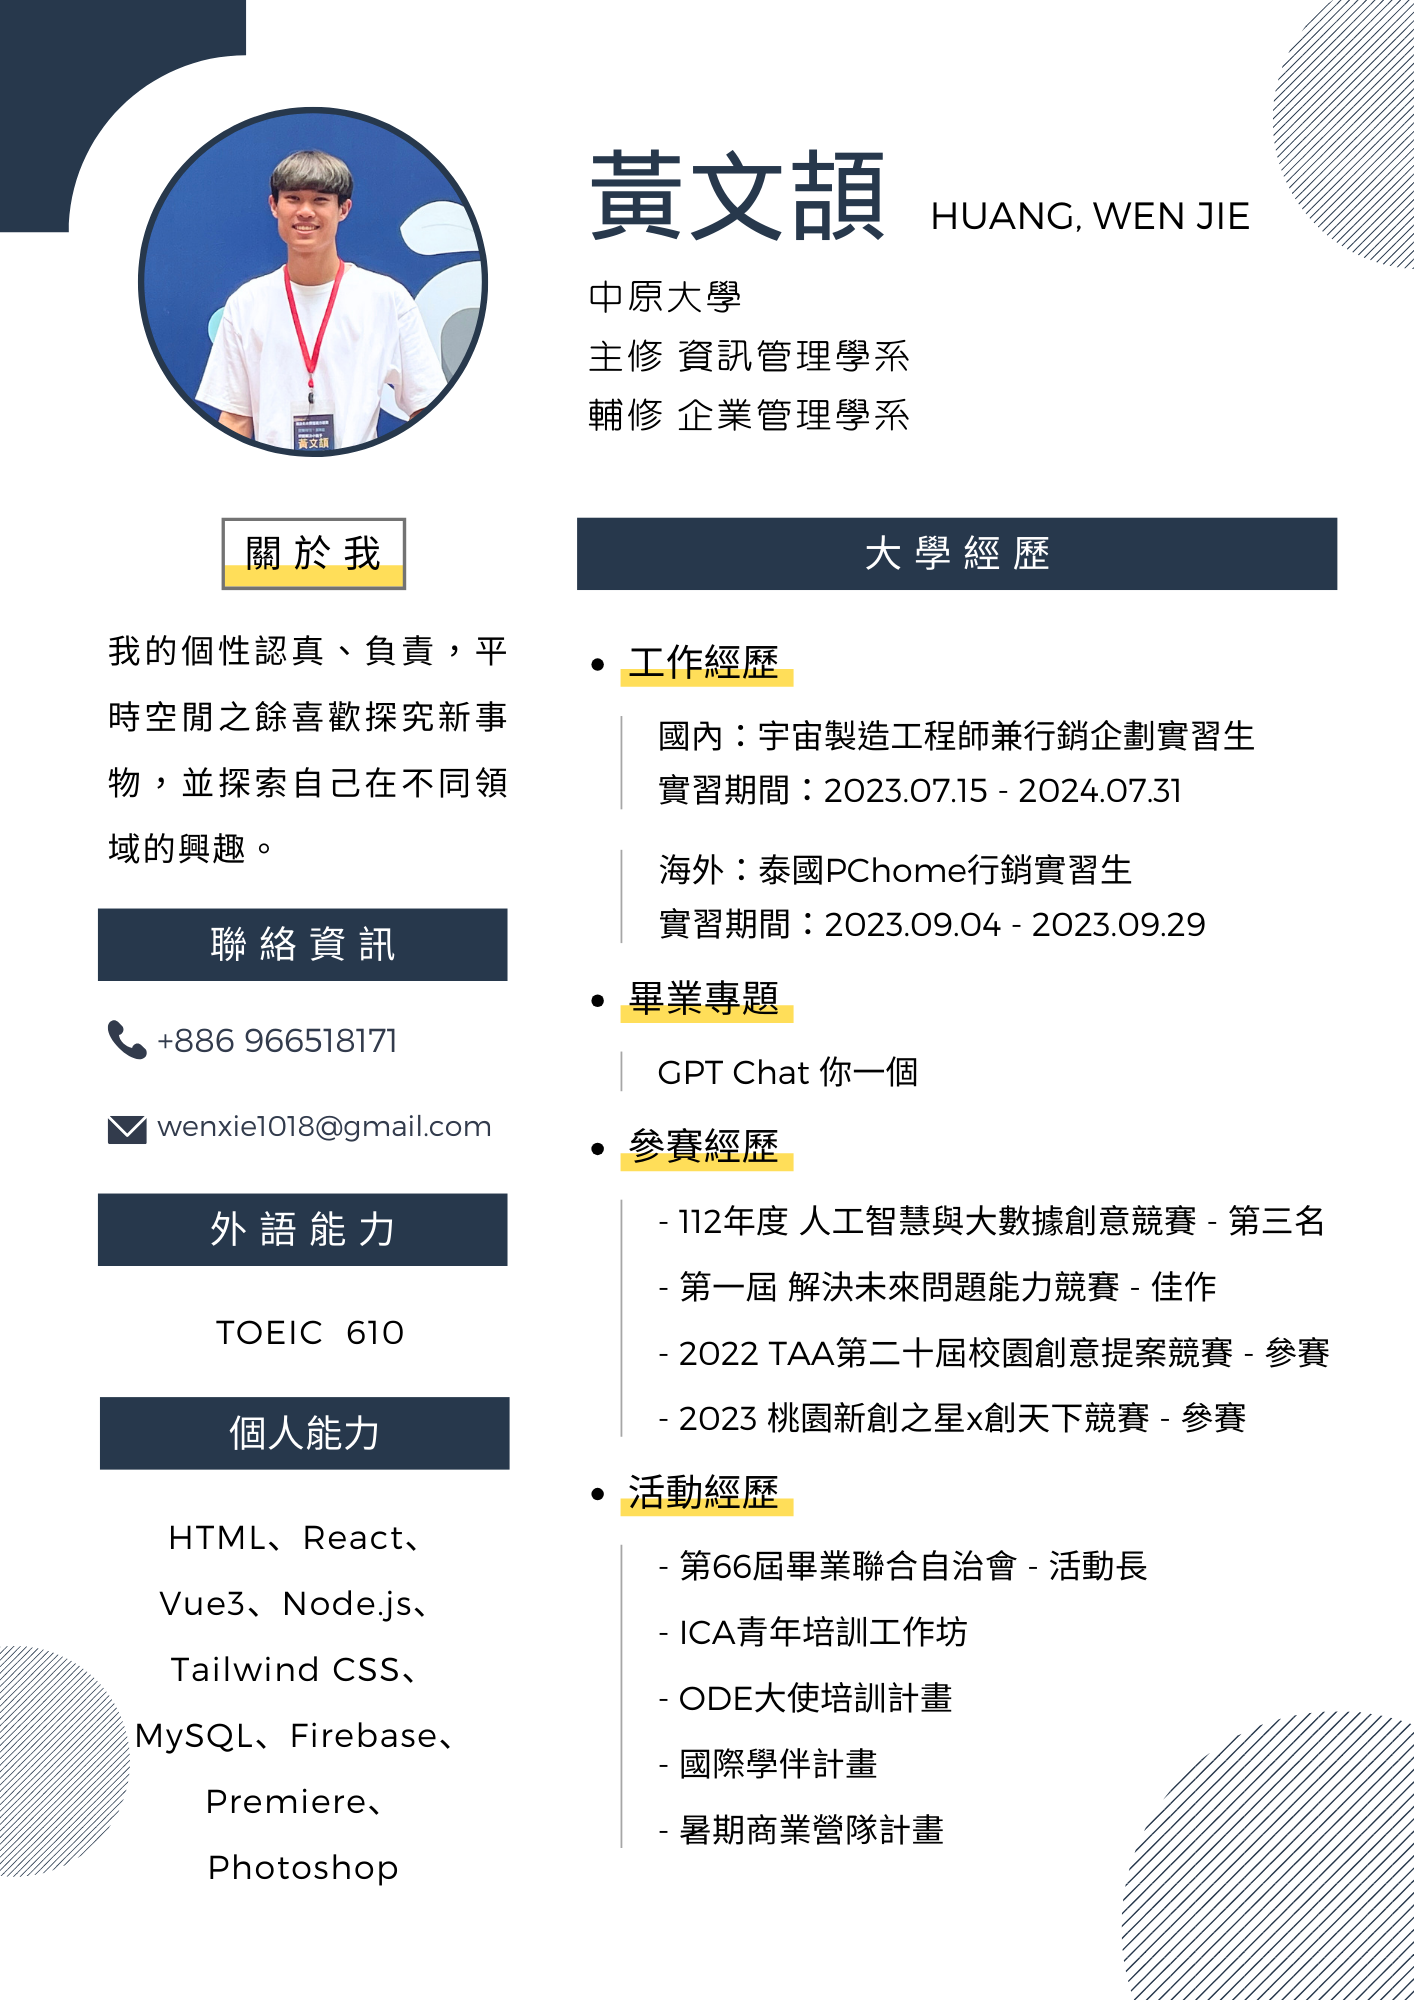 黃文頡 HUANG, WEN JIE
中原大學
主修 資訊管理學系
輔修 企業管理學系
黃文頡
關於我
我的個性認真、負責，平
時空閒之餘喜歡探究新事
物，並探索自己在不同領
域的興趣。
聯絡資訊
+886 966518171
wenxie1018@gmail.com
外語能力
TOEIC 610
個人能力
HTML、React、
Vue3、Node.js、
Tailwind CSS、
MySQL、Firebase、
Premiere、
Photoshop
大學經歷
• 工作經歷
國內：宇宙製造工程師兼行銷企劃實習生
實習期間：2023.07.15 - 2024.07.31
海外：泰國PChome行銷實習生
實習期間：2023.09.04 - 2023.09.29
• 畢業專題
GPT Chat 你一個
• 參賽經歷
- 112年度 人工智慧與大數據創意競賽 - 第三名
- 第一屆 解決未來問題能力競賽 - 佳作
- 2022 TAA第二十屆校園創意提案競賽 - 參賽
- 2023 桃園新創之星x創天下競賽 - 參賽
• 活動經歷
- 第66屆畢業聯合自治會 - 活動長
- ICA青年培訓工作坊
- ODE大使培訓計畫
- 國際學伴計畫
- 暑期商業營隊計畫